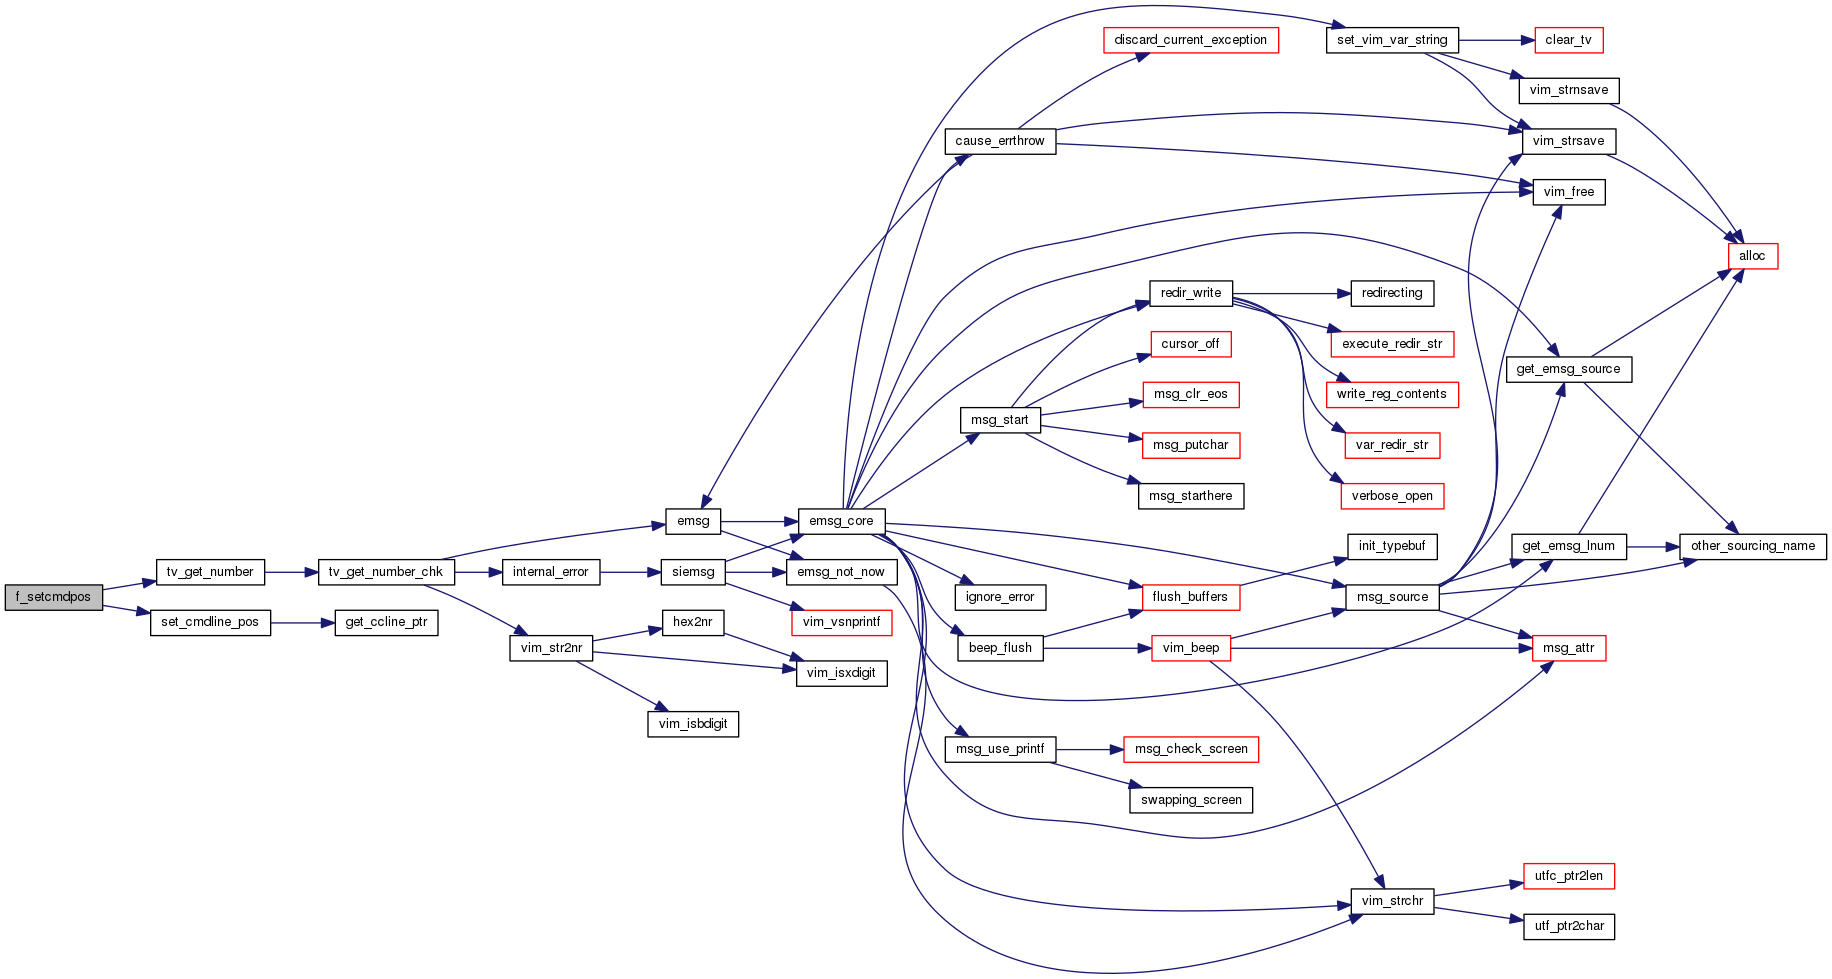 f_setcmdpos
tv_get_number
set_cmdline_pos
tv_get_number_chk
get_ccline_ptr
internal_error
vim_str2nr
emsg
siemsg
hex2nr
vim_isbdigit
emsg_core
emsg_not_now
vim_vsnprintf
vim_isxdigit
cause_errthrow
msg_start
ignore_error
beep_flush
msg_use_printf
discard_current_exception
redir_write
cursor_off
msg_clr_eos
msg_putchar
msg_starthere
flush_buffers
vim_beep
msg_check_screen
swapping_screen
set_vim_var_string
redirecting
execute_redir_str
write_reg_contents
var_redir_str
verbose_open
init_typebuf
msg_source
vim_strchr
clear_tv
vim_strnsave
vim_strsave
vim_free
get_emsg_source
get_emsg_lnum
msg_attr
utfc_ptr2len
utf_ptr2char
alloc
other_sourcing_name